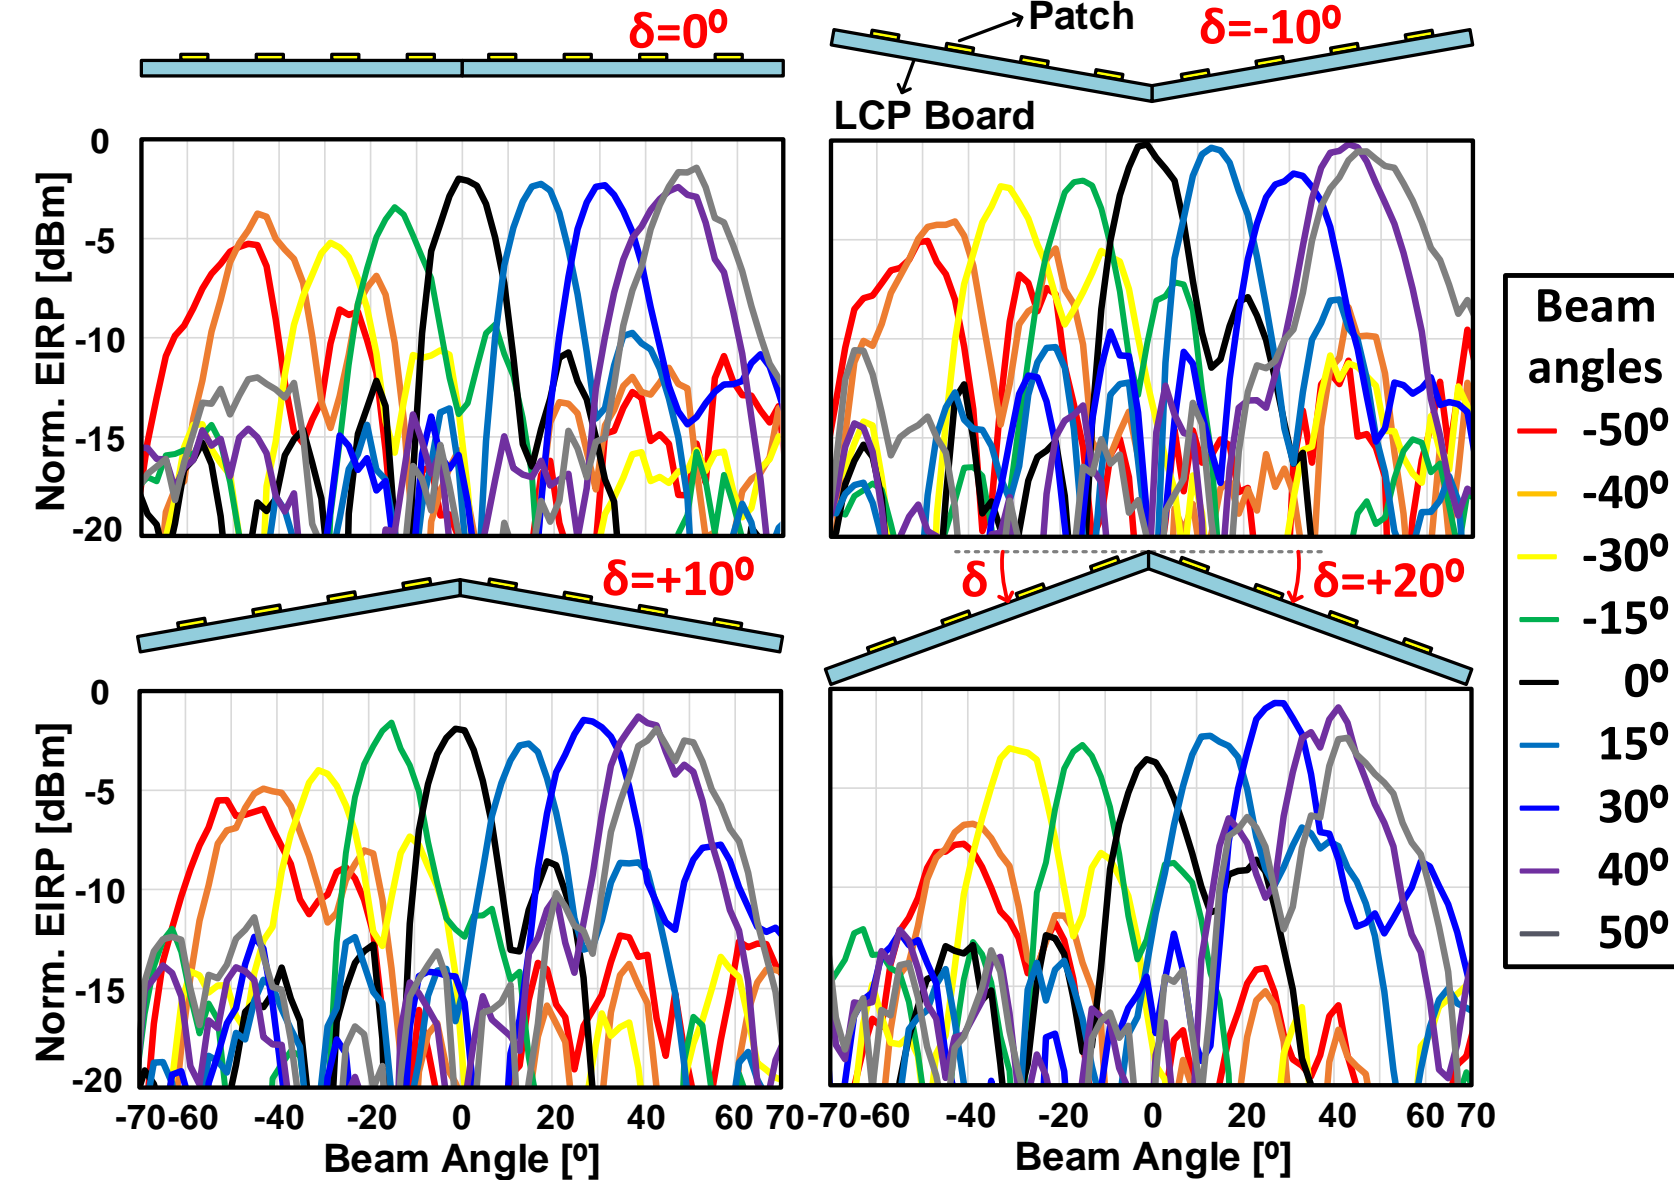 δ=0⁰
Patch
δ=-10⁰
LCP Board
Norm. EIRP [dBm]
0
-5
-10
-15
-20
δ=+10⁰
δ
δ=+20⁰
Norm. EIRP [dBm]
0
-5
-10
-15
-20
-70 -60 -40 -20 0 20 40 60 70
Beam Angle [⁰]
-70 -60 -40 -20 0 20 40 60 70
Beam Angle [⁰]
Beam
angles
-50⁰
-40⁰
-30⁰
-15⁰
0⁰
15⁰
30⁰
40⁰
50⁰